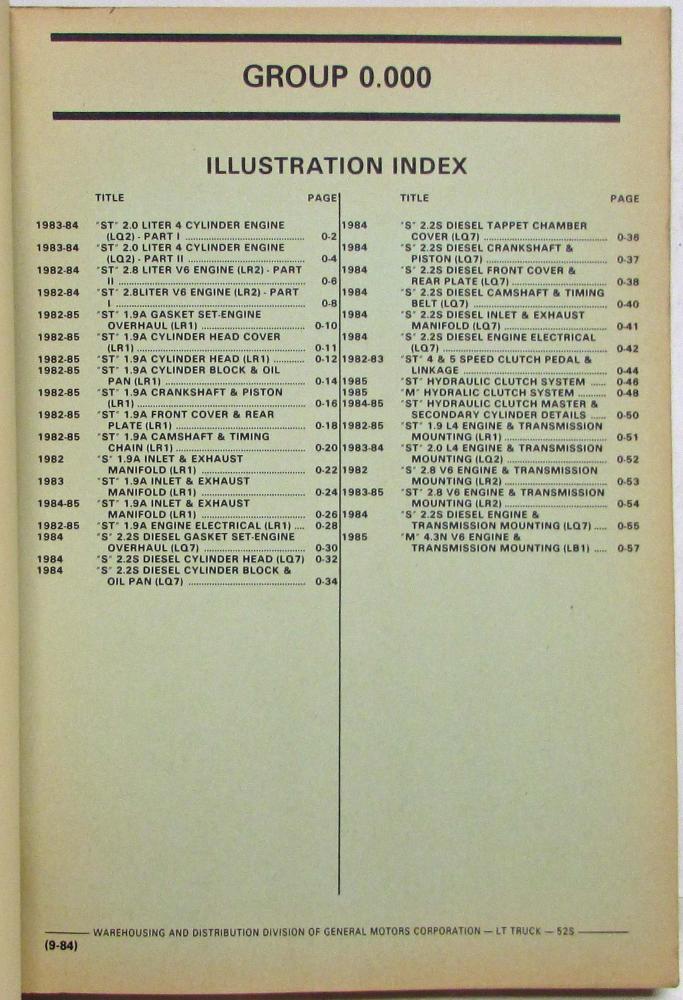 GROUP 0.000
ILLUSTRATION INDEX
TITLE PAGE
1983-84 "ST" 2.0 LITER 4 CYLINDER ENGINE
(LQ2) - PART I ........ 0-2
1983-84 "ST" 2.0 LITER 4 CYLINDER ENGINE
(LQ2) - PART II ........ 0-4
1982-84 "ST" 2.8 LITER V6 ENGINE (LR2) - PART
II ........ 0-6
1982-84 "ST" 2.8LITER V6 ENGINE (LR2) - PART
I ........ 0-8
1982-85 "ST" 1.9A GASKET SET-ENGINE
OVERHAUL (LR1) ........ 0-10
1982-85 "ST" 1.9A CYLINDER HEAD COVER
(LR1) ........ 0-11
1982-85 "ST" 1.9A CYLINDER HEAD (LR1) ........ 0-12
1982-85 "ST" 1.9A CYLINDER BLOCK & OIL
PAN (LR1) ........ 0-14
1982-85 "ST" 1.9A CRANKSHAFT & PISTON
(LR1) ........ 0-16
1982-85 "ST" 1.9A FRONT COVER & REAR
PLATE (LR1) ........ 0-18
1982-85 "ST" 1.9A CAMSHAFT & TIMING
CHAIN (LR1) ........ 0-20
1982 "S" 1.9A INLET & EXHAUST
MANIFOLD (LR1) ........ 0-22
1983 "ST" 1.9A INLET & EXHAUST
MANIFOLD (LR1) ........ 0-24
1984-85 "ST" 1.9A INLET & EXHAUST
MANIFOLD (LR1) ........ 0-26
1982-85 "ST" 1.9A ENGINE ELECTRICAL (LR1) .... 0-28
1984 "S" 2.2S DIESEL GASKET SET-ENGINE
OVERHAUL (LQ7) ........ 0-30
1984 "S" 2.2S DIESEL CYLINDER HEAD (LQ7) 0-32
1984 "S" 2.2S DIESEL CYLINDER BLOCK &
OIL PAN (LQ7) ........ 0-34
TITLE PAGE
1984 "S" 2.2S DIESEL TAPPET CHAMBER
COVER (LQ7) ........ 0-36
1984 "S" 2.2S DIESEL CRANKSHAFT &
PISTON (LQ7) ........ 0-37
1984 "S" 2.2S DIESEL FRONT COVER &
REAR PLATE (LQ7) ........ 0-38
1984 "S" 2.2S DIESEL CAMSHAFT & TIMING
BELT (LQ7) ........ 0-40
1984 "S" 2.2S DIESEL INLET & EXHAUST
MANIFOLD (LQ7) ........ 0-41
1984 "S" 2.2S DIESEL ENGINE ELECTRICAL
(LQ7) ........ 0-42
1982-83 "ST" 4 & 5 SPEED CLUTCH PEDAL &
LINKAGE ........ 0-44
1985 "ST" HYDRAULIC CLUTCH SYSTEM ..... 0-46
1985 "M" HYDRALIC CLUTCH SYSTEM ........ 0-48
1984-85 "ST" HYDRAULIC CLUTCH MASTER &
SECONDARY CYLINDER DETAILS ..... 0-50
1982-85 "ST" 1.9 L4 ENGINE & TRANSMISSION
MOUNTING (LR1) ........ 0-51
1983-84 "ST" 2.0 L4 ENGINE & TRANSMISSION
MOUNTING (LQ2) ........ 0-52
1982 "S" 2.8 V6 ENGINE & TRANSMISSION
MOUNTING (LR2) ........ 0-53
1983-85 "ST" 2.8 V6 ENGINE & TRANSMISSION
MOUNTING (LR2) ........ 0-54
1984 "S" 2.2S DIESEL ENGINE &
TRANSMISSION MOUNTING (LQ7) .... 0-55
1985 "M" 4.3N V6 ENGINE &
TRANSMISSION MOUNTING (LB1) .... 0-57
WAREHOUSING AND DISTRIBUTION DIVISION OF GENERAL MOTORS CORPORATION — LT TRUCK — 52S
(9-84)